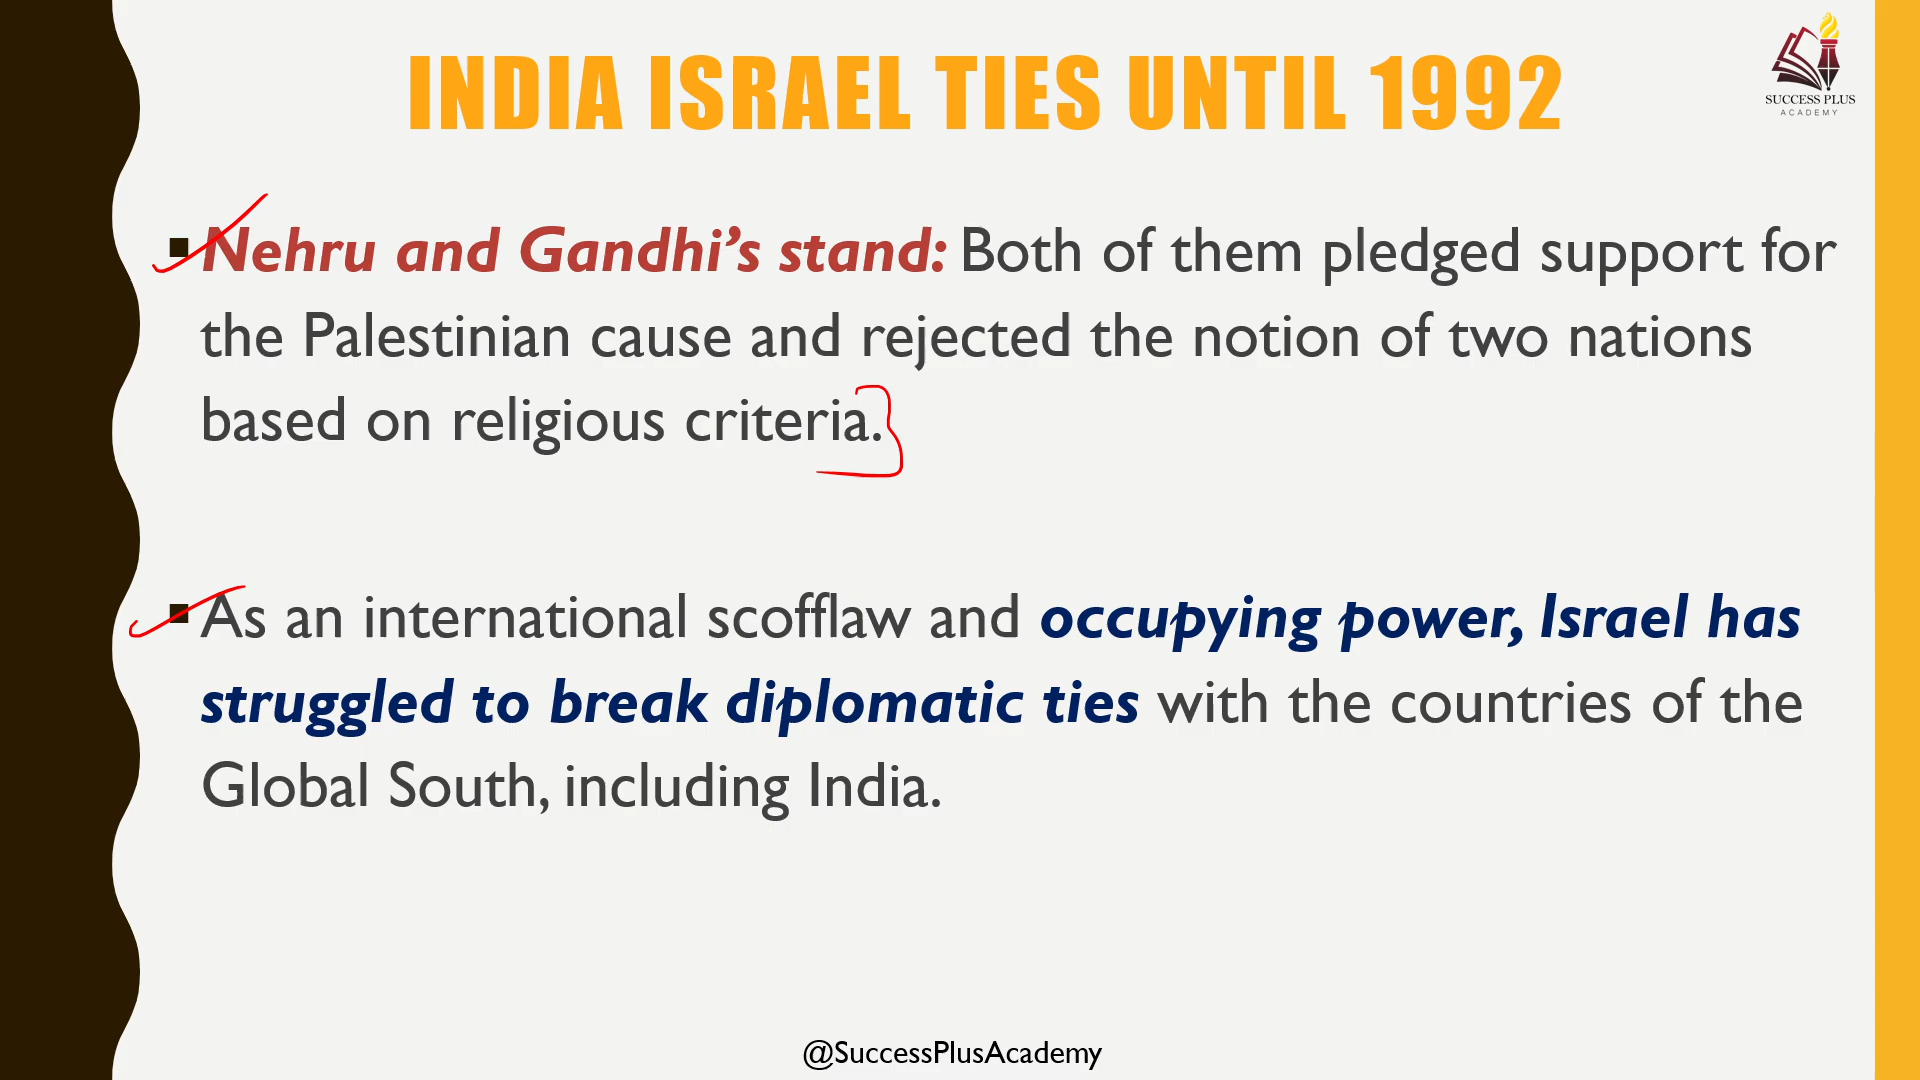 INDIA ISRAEL TIES UNTIL 1992
SUCCESS PLUS
ACADEMY
▪Nehru and Gandhi’s stand: Both of them pledged support for
the Palestinian cause and rejected the notion of two nations
based on religious criteria.
▪As an international scofflaw and occupying power, Israel has
struggled to break diplomatic ties with the countries of the
Global South, including India.
@SuccessPlusAcademy